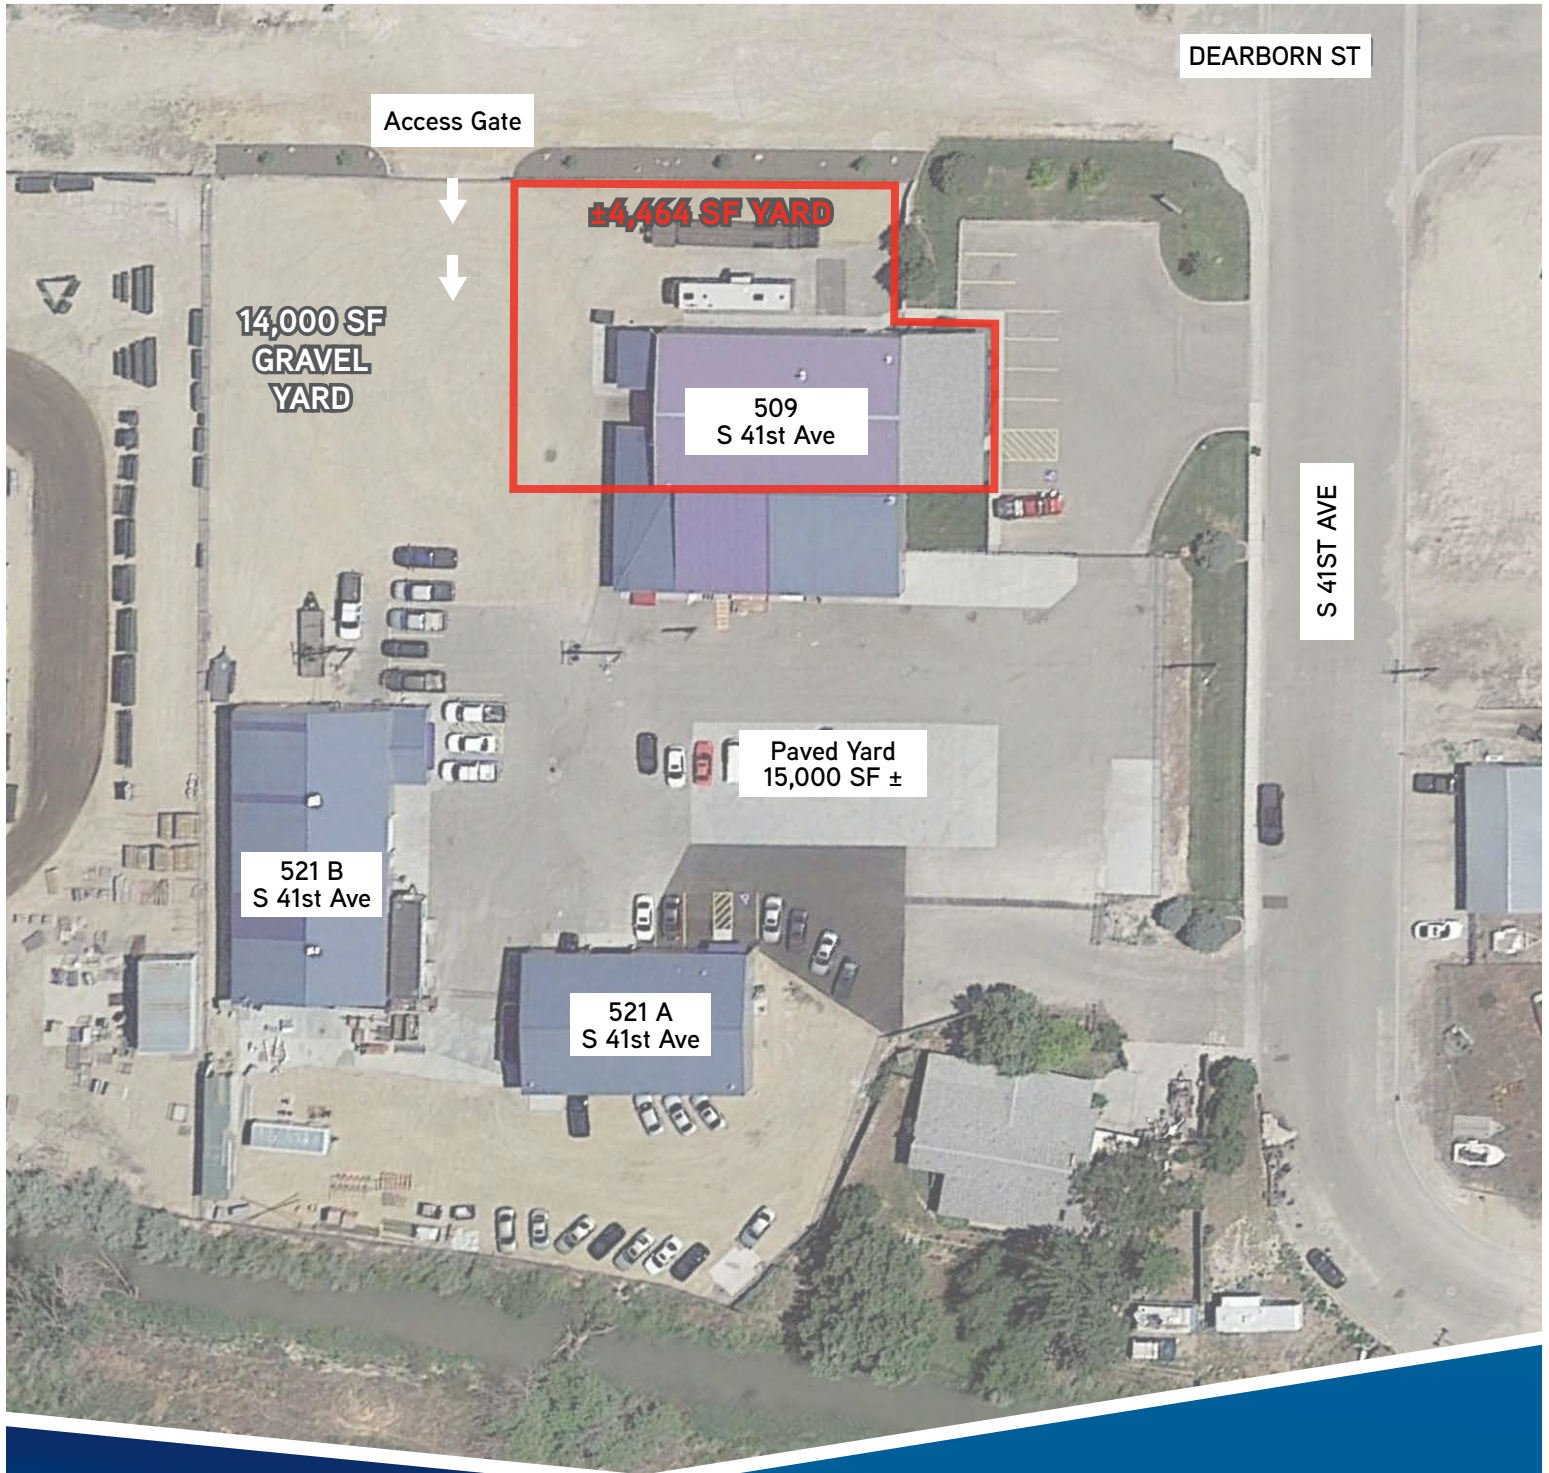 DEARBORN ST
Access Gate
±4,464 SF YARD
14,000 SF
GRAVEL
YARD
509
S 41st Ave
S 41ST AVE
Paved Yard
15,000 SF ±
521 B
S 41st Ave
521 A
S 41st Ave